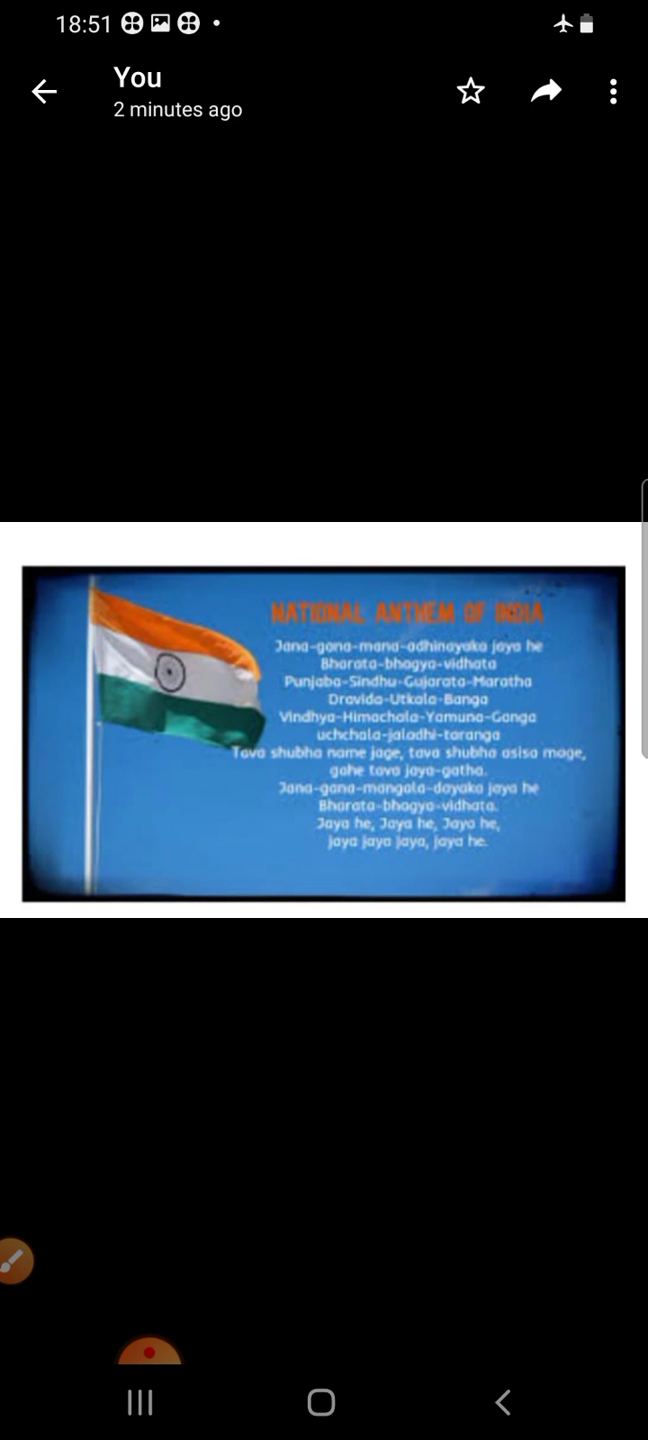 18:51
You
2 minutes ago
NATIONAL ANTHEM OF INDIA
Jana-gana-mana-adhinayaka jaya he
Bharata-bhagya-vidhata
Punjaba-Sindhu-Gujarata-Maratha
Dravida-Utkala-Banga
Vindhya-Himachala-Yamuna-Ganga
uchchala-jaladhi-taranga
Tava shubha name jage, tava shubha asisa mage,
gahe tava jaya-gatha.
Jana-gana-mangala-dayaka jaya he
Bharata-bhagya-vidhata.
Jaya he, Jaya he, Jaya he,
jaya jaya jaya, jaya he.